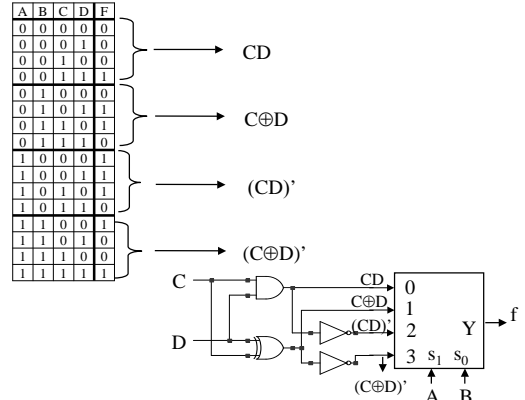 A B C D F
0 0 0 0 0
0 0 0 1 0
0 0 1 0 0
0 0 1 1 1
CD
0 1 0 0 0
0 1 0 1 1
0 1 1 0 1
0 1 1 1 0
C⊕D
1 0 0 0 1
1 0 0 1 1
1 0 1 0 1
1 0 1 1 0
(CD)’
1 1 0 0 1
1 1 0 1 0
1 1 1 0 0
1 1 1 1 1
(C⊕D)’
C
D
CD
C⊕D
(CD)’
(C⊕D)’
0
1
2
3
Y
s1 s0
f
A B